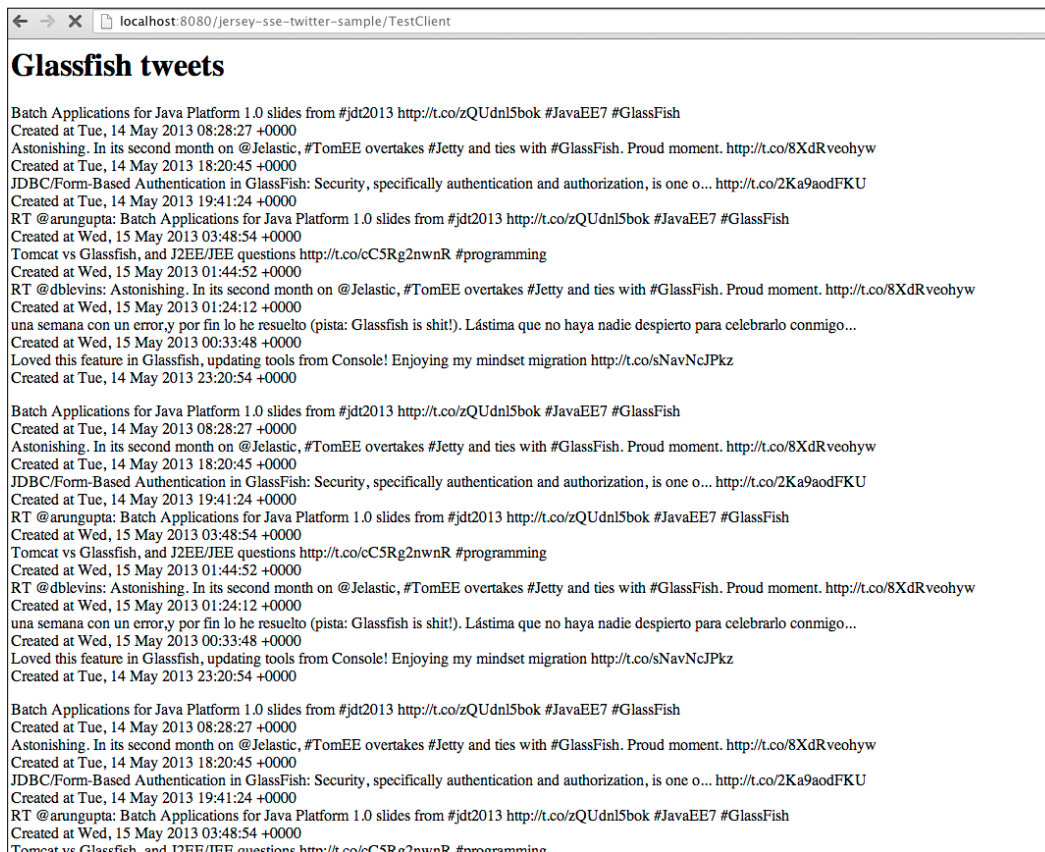 localhost:8080/jersey-sse-twitter-sample/TestClient
Glassfish tweets
Batch Applications for Java Platform 1.0 slides from #jdt2013 http://t.co/zQUdnl5bok #JavaEE7 #GlassFish
Created at Tue, 14 May 2013 08:28:27 +0000
Astonishing. In its second month on @Jelastic, #TomEE overtakes #Jetty and ties with #GlassFish. Proud moment. http://t.co/8XdRveohyw
Created at Tue, 14 May 2013 18:20:45 +0000
JDBC/Form-Based Authentication in GlassFish: Security, specifically authentication and authorization, is one o... http://t.co/2Ka9aodFKU
Created at Tue, 14 May 2013 19:41:24 +0000
RT @arungupta: Batch Applications for Java Platform 1.0 slides from #jdt2013 http://t.co/zQUdnl5bok #JavaEE7 #GlassFish
Created at Wed, 15 May 2013 03:48:54 +0000
Tomcat vs Glassfish, and J2EE/JEE questions http://t.co/cC5Rg2nwnR #programming
Created at Wed, 15 May 2013 01:44:52 +0000
RT @dblevins: Astonishing. In its second month on @Jelastic, #TomEE overtakes #Jetty and ties with #GlassFish. Proud moment. http://t.co/8XdRveohyw
Created at Wed, 15 May 2013 01:24:12 +0000
una semana con un error,y por fin lo he resuelto (pista: Glassfish is shit!). Lástima que no haya nadie despierto para celebrarlo conmigo...
Created at Wed, 15 May 2013 00:33:48 +0000
Loved this feature in Glassfish, updating tools from Console! Enjoying my mindset migration http://t.co/sNavNcJPkz
Created at Tue, 14 May 2013 23:20:54 +0000
Batch Applications for Java Platform 1.0 slides from #jdt2013 http://t.co/zQUdnl5bok #JavaEE7 #GlassFish
Created at Tue, 14 May 2013 08:28:27 +0000
Astonishing. In its second month on @Jelastic, #TomEE overtakes #Jetty and ties with #GlassFish. Proud moment. http://t.co/8XdRveohyw
Created at Tue, 14 May 2013 18:20:45 +0000
JDBC/Form-Based Authentication in GlassFish: Security, specifically authentication and authorization, is one o... http://t.co/2Ka9aodFKU
Created at Tue, 14 May 2013 19:41:24 +0000
RT @arungupta: Batch Applications for Java Platform 1.0 slides from #jdt2013 http://t.co/zQUdnl5bok #JavaEE7 #GlassFish
Created at Wed, 15 May 2013 03:48:54 +0000
Tomcat vs Glassfish, and J2EE/JEE questions http://t.co/cC5Rg2nwnR #programming
Created at Wed, 15 May 2013 01:44:52 +0000
RT @dblevins: Astonishing. In its second month on @Jelastic, #TomEE overtakes #Jetty and ties with #GlassFish. Proud moment. http://t.co/8XdRveohyw
Created at Wed, 15 May 2013 01:24:12 +0000
una semana con un error,y por fin lo he resuelto (pista: Glassfish is shit!). Lástima que no haya nadie despierto para celebrarlo conmigo...
Created at Wed, 15 May 2013 00:33:48 +0000
Loved this feature in Glassfish, updating tools from Console! Enjoying my mindset migration http://t.co/sNavNcJPkz
Created at Tue, 14 May 2013 23:20:54 +0000
Batch Applications for Java Platform 1.0 slides from #jdt2013 http://t.co/zQUdnl5bok #JavaEE7 #GlassFish
Created at Tue, 14 May 2013 08:28:27 +0000
Astonishing. In its second month on @Jelastic, #TomEE overtakes #Jetty and ties with #GlassFish. Proud moment. http://t.co/8XdRveohyw
Created at Tue, 14 May 2013 18:20:45 +0000
JDBC/Form-Based Authentication in GlassFish: Security, specifically authentication and authorization, is one o... http://t.co/2Ka9aodFKU
Created at Tue, 14 May 2013 19:41:24 +0000
RT @arungupta: Batch Applications for Java Platform 1.0 slides from #jdt2013 http://t.co/zQUdnl5bok #JavaEE7 #GlassFish
Created at Wed, 15 May 2013 03:48:54 +0000
Tomcat vs Glassfish, and J2EE/JEE questions http://t.co/cC5Rg2nwnR #programming